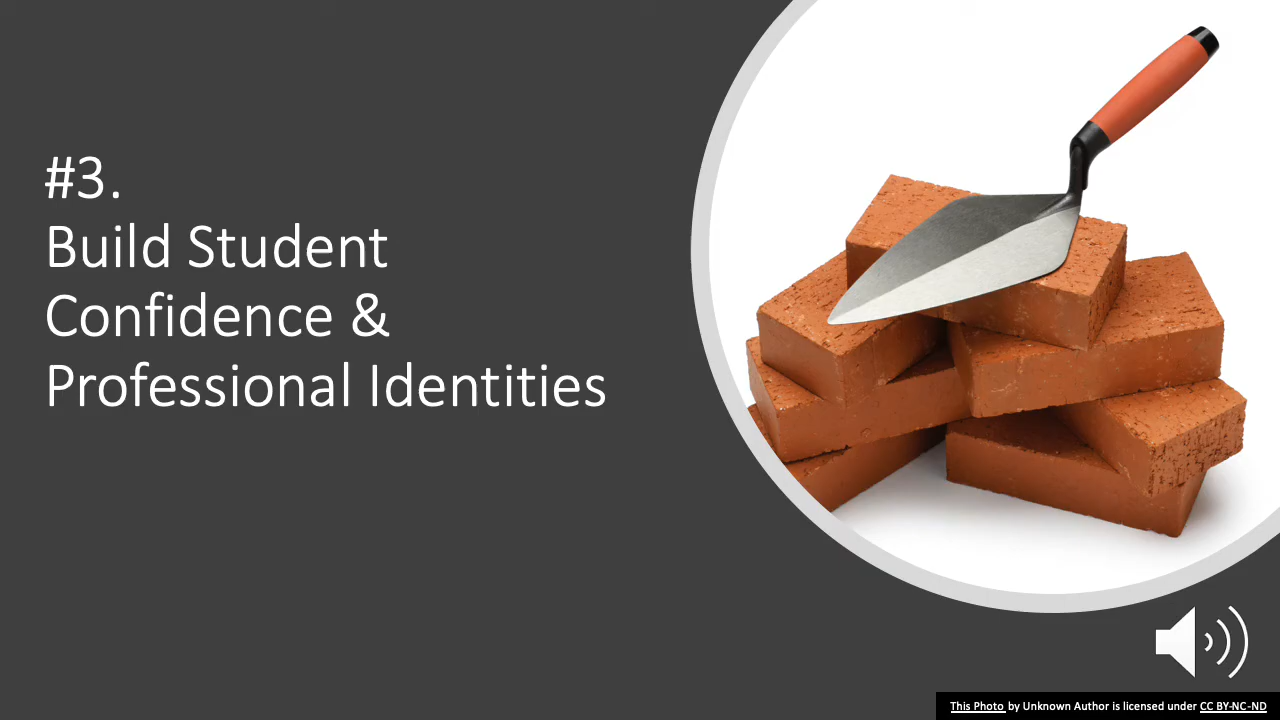 #3.
Build Student
Confidence &
Professional Identities
This Photo by Unknown Author is licensed under CC BY-NC-ND